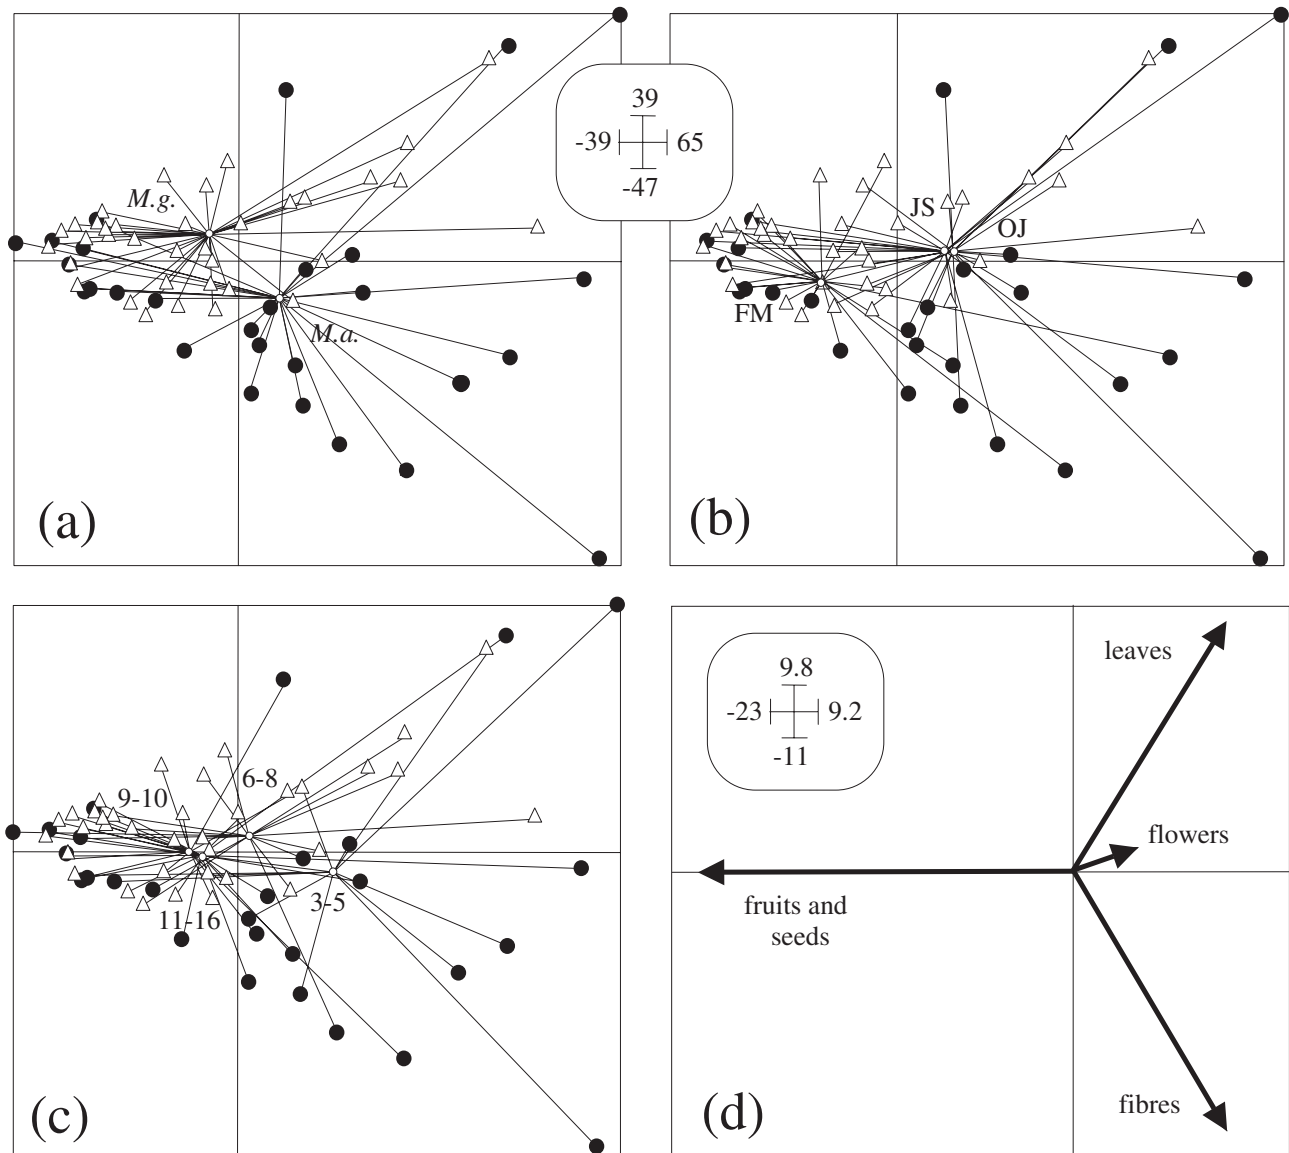 M.g.
M.a.
(a)
39
-39 65
-47
JS
OJ
FM
(b)
6-8
9-10
3-5
11-16
(c)
9.8
-23 9.2
-11
leaves
flowers
fruits and
seeds
fibres
(d)